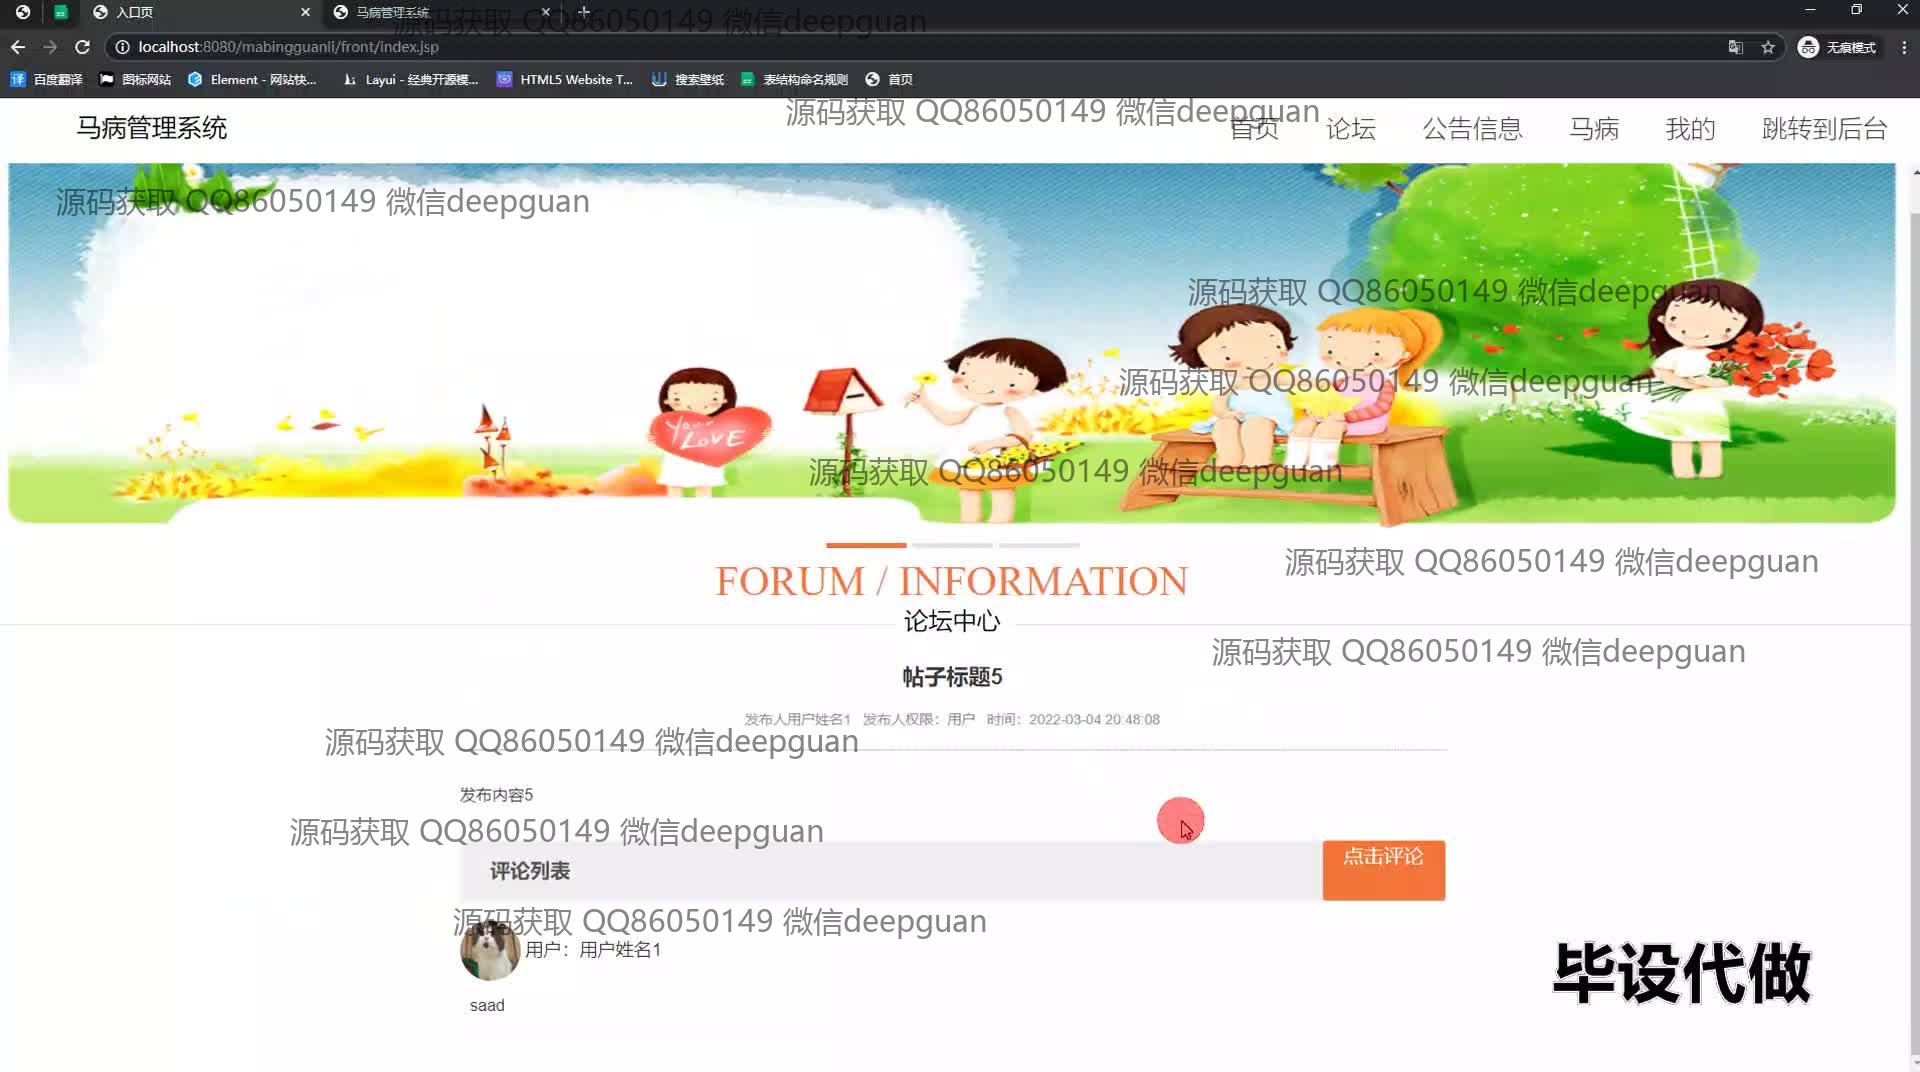 入口页
马病管理系统
源码获取 QQ86050149 微信deepguan
localhost:8080/mabingguanli/front/index.jsp
无痕模式
百度翻译
图标网站
Element - 网站快...
Layui - 经典开源模...
HTML5 Website T...
搜索壁纸
表结构命名规则
首页
源码获取 QQ86050149 微信deepguan
马病管理系统
首页
论坛
公告信息
马病
我的
跳转到后台
源码获取 QQ86050149 微信deepguan
源码获取 QQ86050149 微信deepguan
源码获取 QQ86050149 微信deepguan
Your
LOVE
源码获取 QQ86050149 微信deepguan
FORUM / INFORMATION
源码获取 QQ86050149 微信deepguan
论坛中心
源码获取 QQ86050149 微信deepguan
帖子标题5
发布人用户姓名1 发布人权限：用户 时间：2022-03-04 20:48:08
源码获取 QQ86050149 微信deepguan
发布内容5
源码获取 QQ86050149 微信deepguan
评论列表
点击评论
源码获取 QQ86050149 微信deepguan
用户：用户姓名1
saad
毕设代做